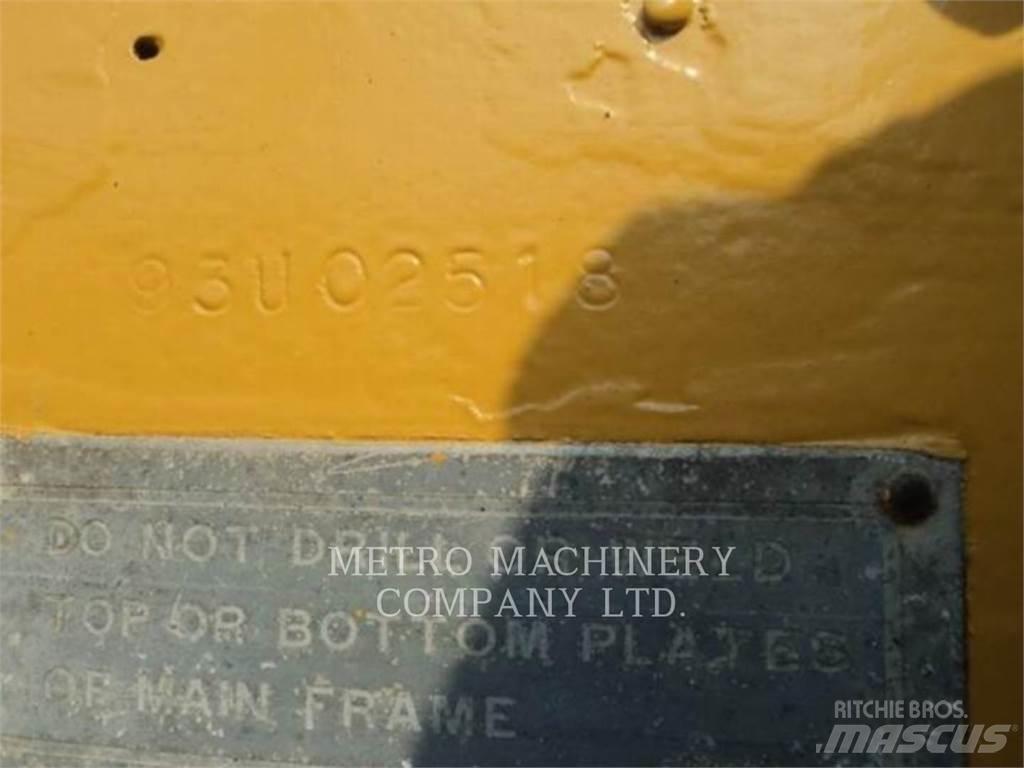 93U02518
DO NOT DRILL OR WELD
TOP OR BOTTOM PLATES
OF MAIN FRAME
METRO MACHINERY
COMPANY LTD.
RITCHIE BROS.
MASCUS